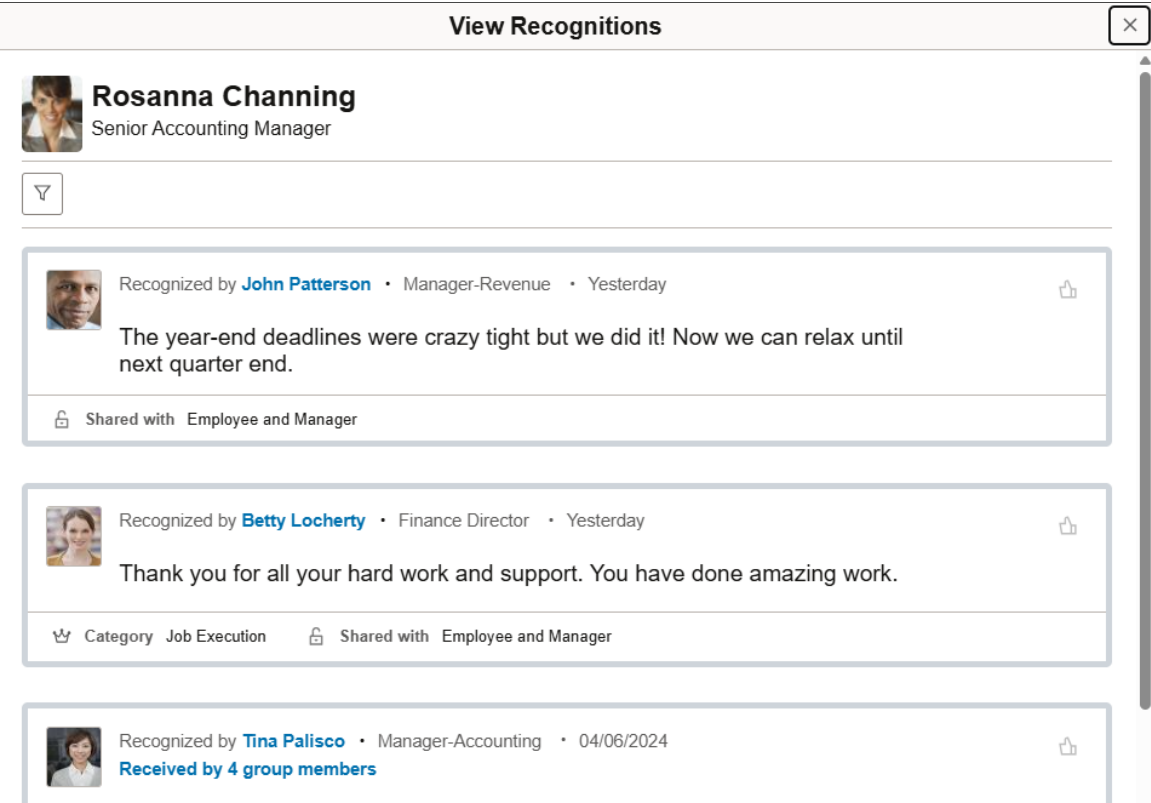 View Recognitions
Rosanna Channing
Senior Accounting Manager
Recognized by John Patterson • Manager-Revenue • Yesterday
The year-end deadlines were crazy tight but we did it! Now we can relax until
next quarter end.
Shared with Employee and Manager
Recognized by Betty Locherty • Finance Director • Yesterday
Thank you for all your hard work and support. You have done amazing work.
Category Job Execution Shared with Employee and Manager
Recognized by Tina Palisco • Manager-Accounting • 04/06/2024
Received by 4 group members